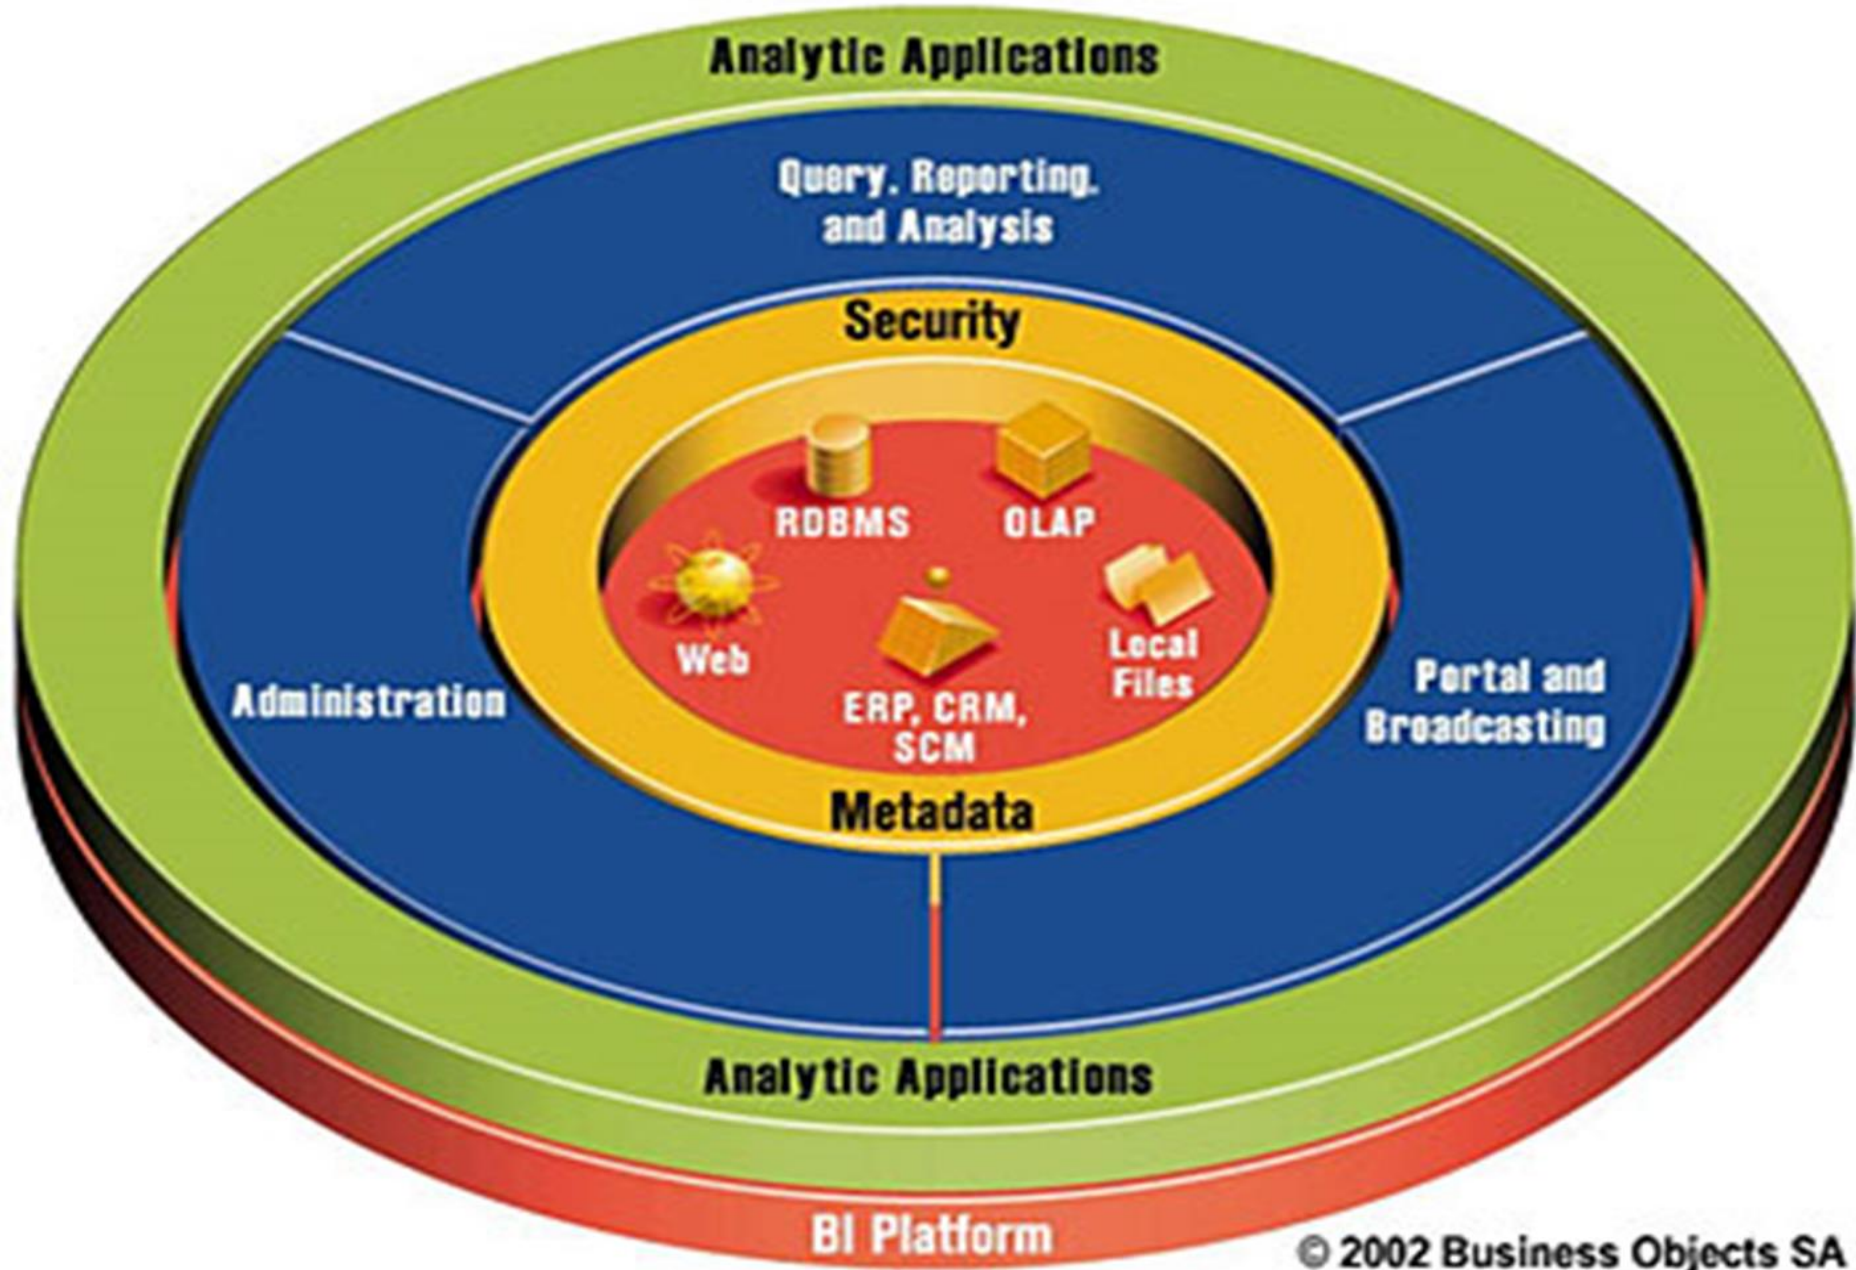 Analytic Applications
Query, Reporting,
and Analysis
Security
RDBMS
OLAP
Web
Local
Files
ERP, CRM,
SCM
Administration
Portal and
Broadcasting
Metadata
Analytic Applications
BI Platform
© 2002 Business Objects SA